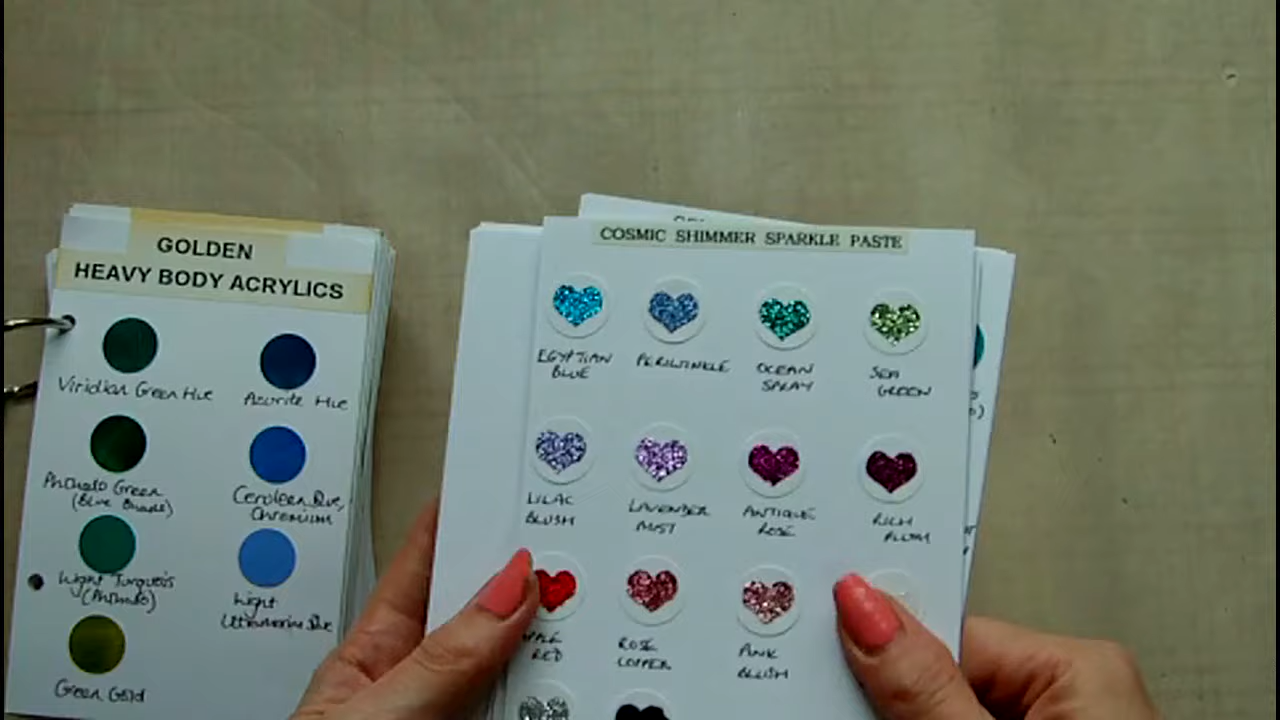 GOLDEN
HEAVY BODY ACRYLICS
Viridian Green Hue
Azurite Hue
Phthalo Green
(Blue Shade)
Cerulean Blue,
Chromium
Light Turquois
(Phthalo)
Light
Ultramarine Blue
Green Gold
COSMIC SHIMMER SPARKLE PASTE
EGYPTIAN
BLUE
PERIWINKLE
OCEAN
SPRAY
SEA
GREEN
LILAC
BLUSH
LAVENDER
MIST
ANTIQUE
ROSE
RICH
PLUM
RED
ROSE
COPPER
PINK
BLUSH